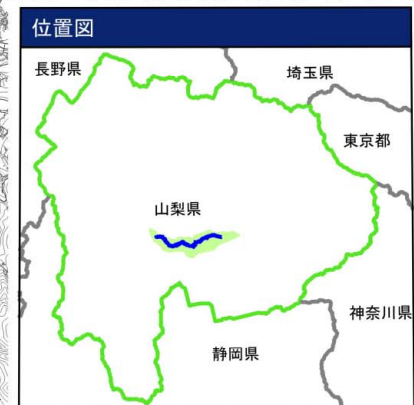 位置図
長野県
埼玉県
東京都
山梨県
神奈川県
静岡県